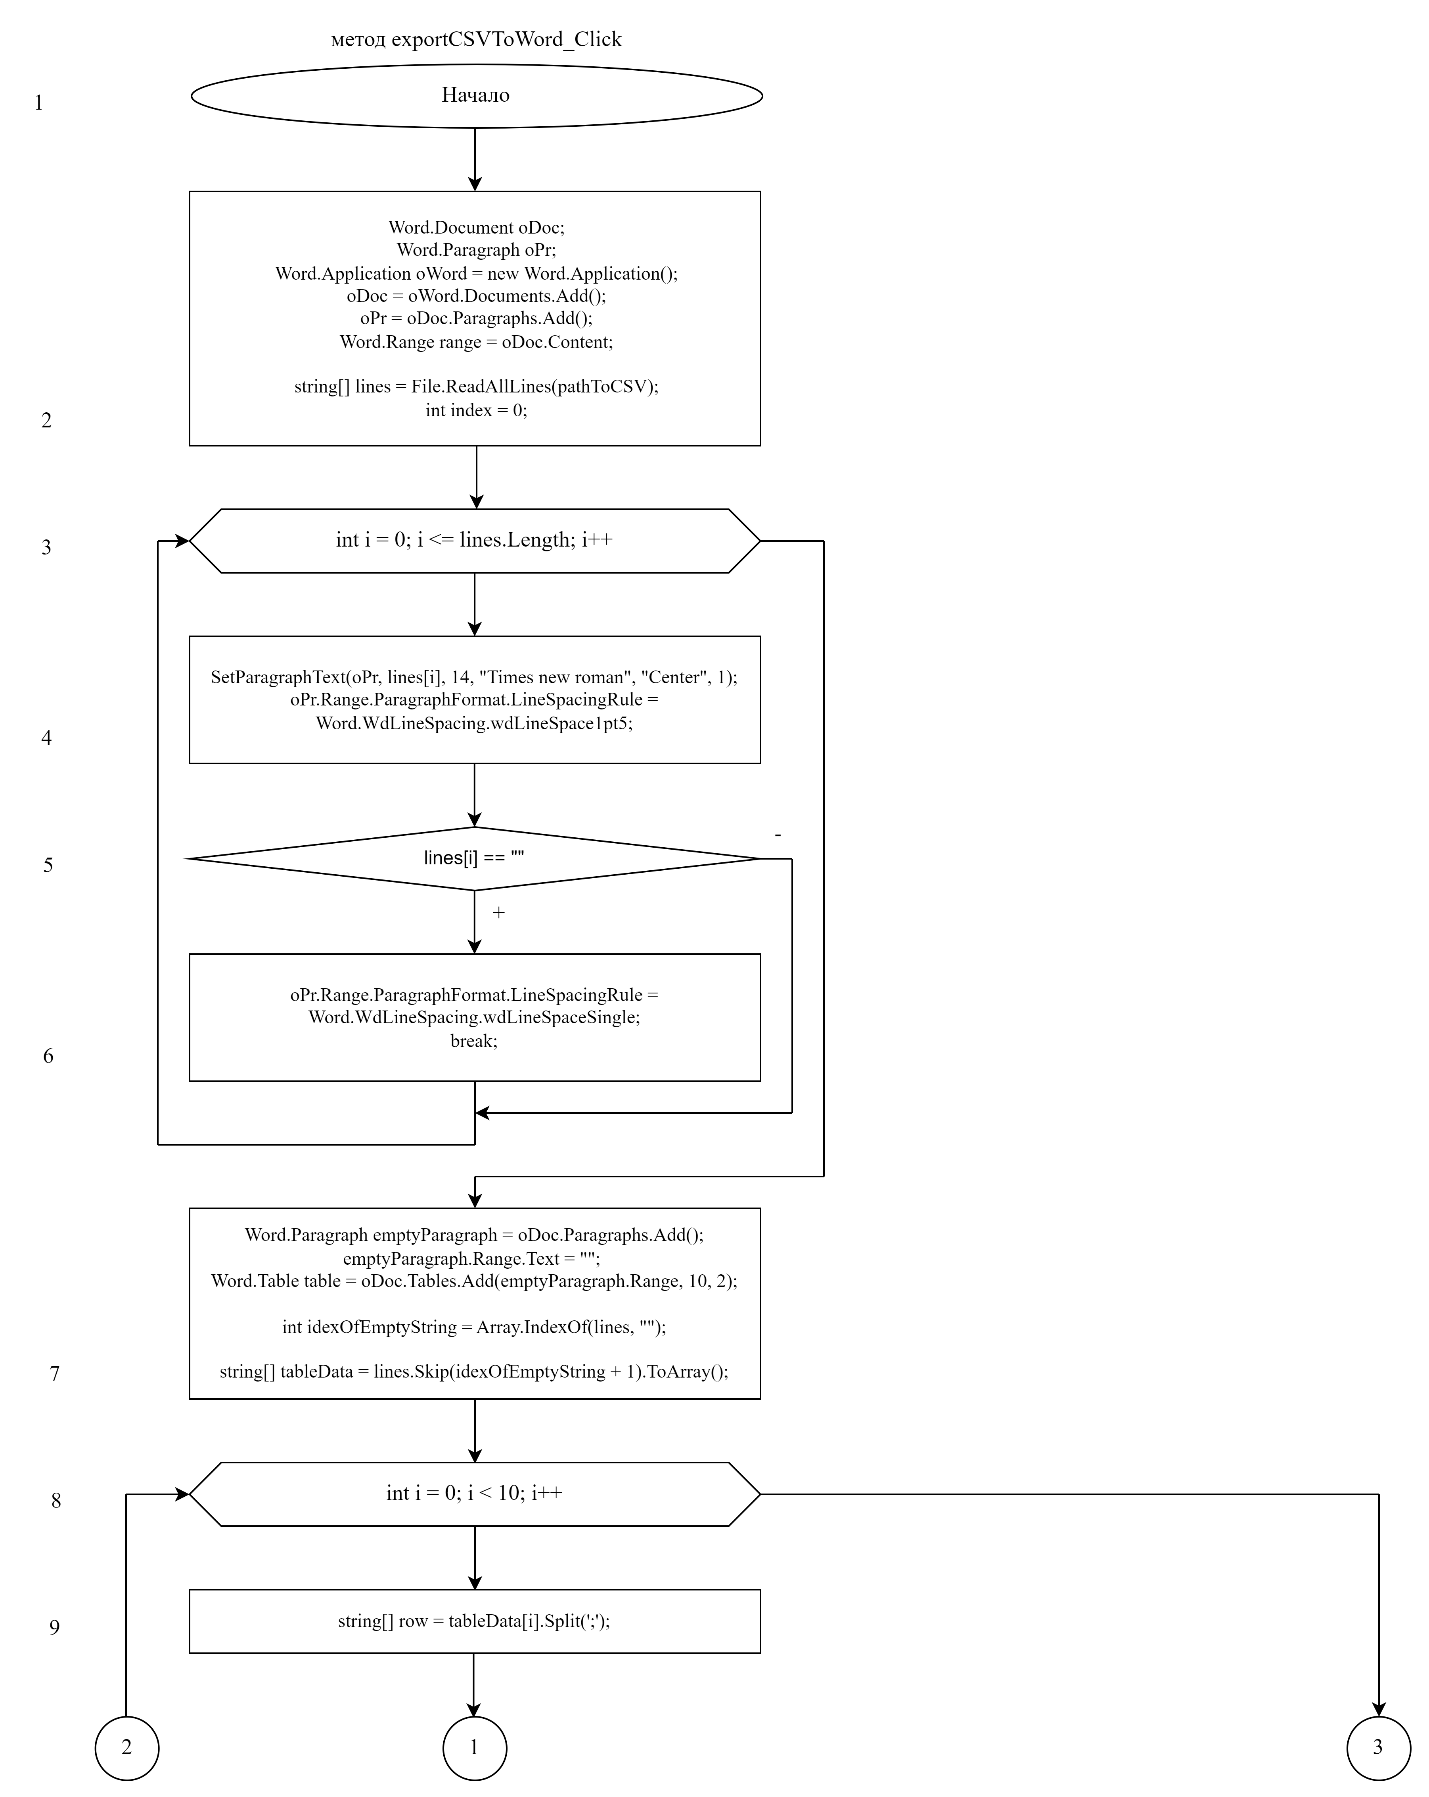 метод exportCSVToWord_Click
1
Начало
Word.Document oDoc;
Word.Paragraph oPr;
Word.Application oWord = new Word.Application();
oDoc = oWord.Documents.Add();
oPr = oDoc.Paragraphs.Add();
Word.Range range = oDoc.Content;
string[] lines = File.ReadAllLines(pathToCSV);
int index = 0;
2
3
int i = 0; i <= lines.Length; i++
SetParagraphText(oPr, lines[i], 14, "Times new roman", "Center", 1);
oPr.Range.ParagraphFormat.LineSpacingRule =
Word.WdLineSpacing.wdLineSpace1pt5;
4
-
5
lines[i] == ""
+
oPr.Range.ParagraphFormat.LineSpacingRule =
Word.WdLineSpacing.wdLineSpaceSingle;
break;
6
Word.Paragraph emptyParagraph = oDoc.Paragraphs.Add();
emptyParagraph.Range.Text = "";
Word.Table table = oDoc.Tables.Add(emptyParagraph.Range, 10, 2);
int idexOfEmptyString = Array.IndexOf(lines, "");
string[] tableData = lines.Skip(idexOfEmptyString + 1).ToArray();
7
8
int i = 0; i < 10; i++
9
string[] row = tableData[i].Split(';');
2
1
3